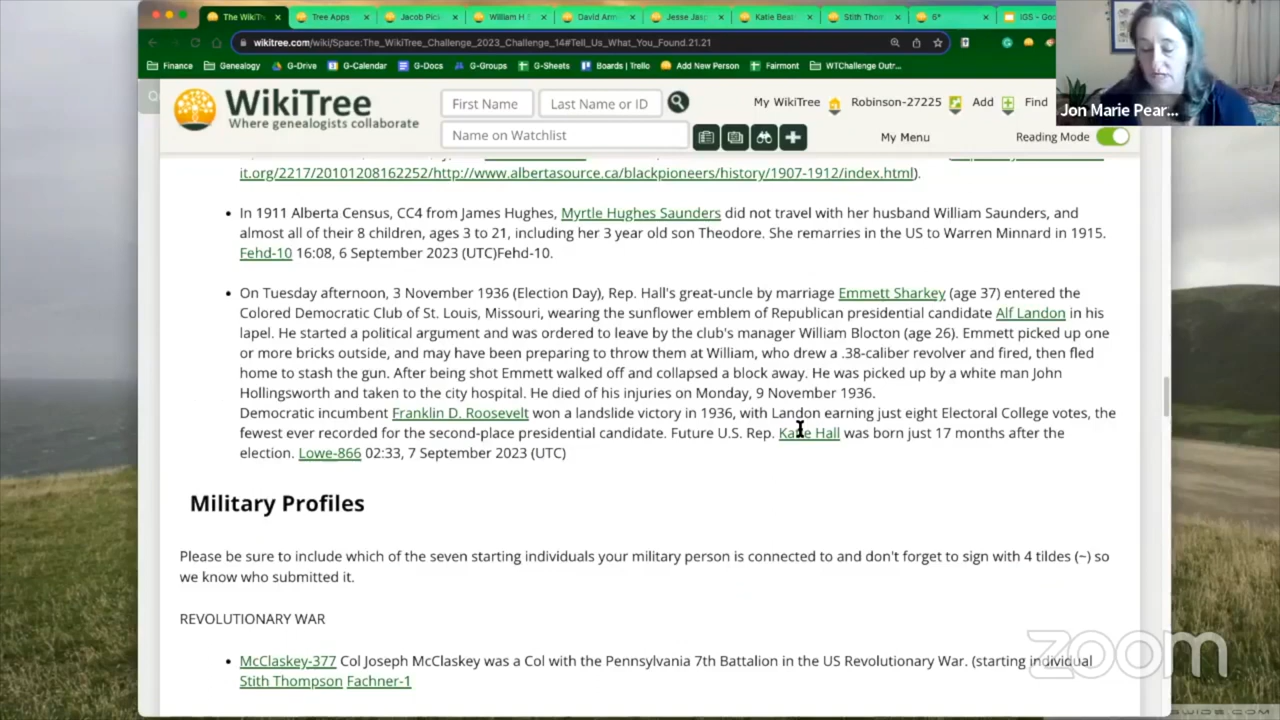 The WikiT
Tree Apps
Jacob Pic
William H
David Arm
Jesse Jas
Katie Beat
Stith Thom
6*
IGS - Go
wikitree.com/wiki/Space:The_WikiTree_Challenge_2023_Challenge_14#Tell_Us_What_You_Found.21.21
Finance Genealogy G-Drive G-Calendar G-Docs G-Groups G-Sheets Boards | Trello Add New Person Fairmont WTChallenge Outr...
WikiTree
Where genealogists collaborate
First Name Last Name or ID
Name on Watchlist
My WikiTree Robinson-27225 Add Find
My Menu Reading Mode
Jon Marie Pear...
it.org/2217/20101208162252/http://www.albertasource.ca/blackpioneers/history/1907-1912/index.html).
• In 1911 Alberta Census, CC4 from James Hughes, Myrtle Hughes Saunders did not travel with her husband William Saunders, and
almost all of their 8 children, ages 3 to 21, including her 3 year old son Theodore. She remarries in the US to Warren Minnard in 1915.
Fehd-10 16:08, 6 September 2023 (UTC)Fehd-10.
• On Tuesday afternoon, 3 November 1936 (Election Day), Rep. Hall's great-uncle by marriage Emmett Sharkey (age 37) entered the
Colored Democratic Club of St. Louis, Missouri, wearing the sunflower emblem of Republican presidential candidate Alf Landon in his
lapel. He started a political argument and was ordered to leave by the club's manager William Blocton (age 26). Emmett picked up one
or more bricks outside, and may have been preparing to throw them at William, who drew a .38-caliber revolver and fired, then fled
home to stash the gun. After being shot Emmett walked off and collapsed a block away. He was picked up by a white man John
Hollingsworth and taken to the city hospital. He died of his injuries on Monday, 9 November 1936.
Democratic incumbent Franklin D. Roosevelt won a landslide victory in 1936, with Landon earning just eight Electoral College votes, the
fewest ever recorded for the second-place presidential candidate. Future U.S. Rep. Katie Hall was born just 17 months after the
election. Lowe-866 02:33, 7 September 2023 (UTC)
Military Profiles
Please be sure to include which of the seven starting individuals your military person is connected to and don't forget to sign with 4 tildes (~) so
we know who submitted it.
REVOLUTIONARY WAR
• McClaskey-377 Col Joseph McClaskey was a Col with the Pennsylvania 7th Battalion in the US Revolutionary War. (starting individual
Stith Thompson Fachner-1
zoom